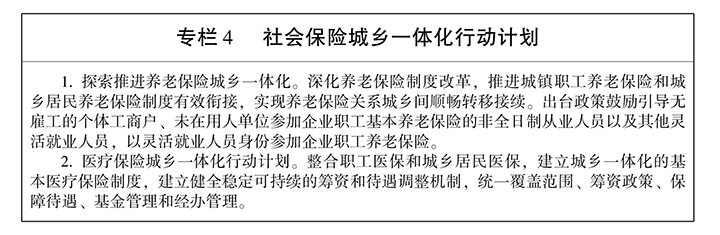 专栏 4 社会保险城乡一体化行动计划
1. 探索推进养老保险城乡一体化。深化养老保险制度改革，推进城镇职工养老保险和城
乡居民养老保险制度有效衔接，实现养老保险关系城乡间顺畅转移接续。出台政策鼓励引导无
雇工的个体工商户、未在用人单位参加企业职工基本养老保险的非全日制从业人员以及其他灵
活就业人员，以灵活就业人员身份参加企业职工养老保险。
2. 医疗保险城乡一体化行动计划。整合职工医保和城乡居民医保，建立城乡一体化的基
本医疗保险制度，建立健全稳定可持续的筹资和待遇调整机制，统一覆盖范围、筹资政策、保
障待遇、基金管理和经办管理。